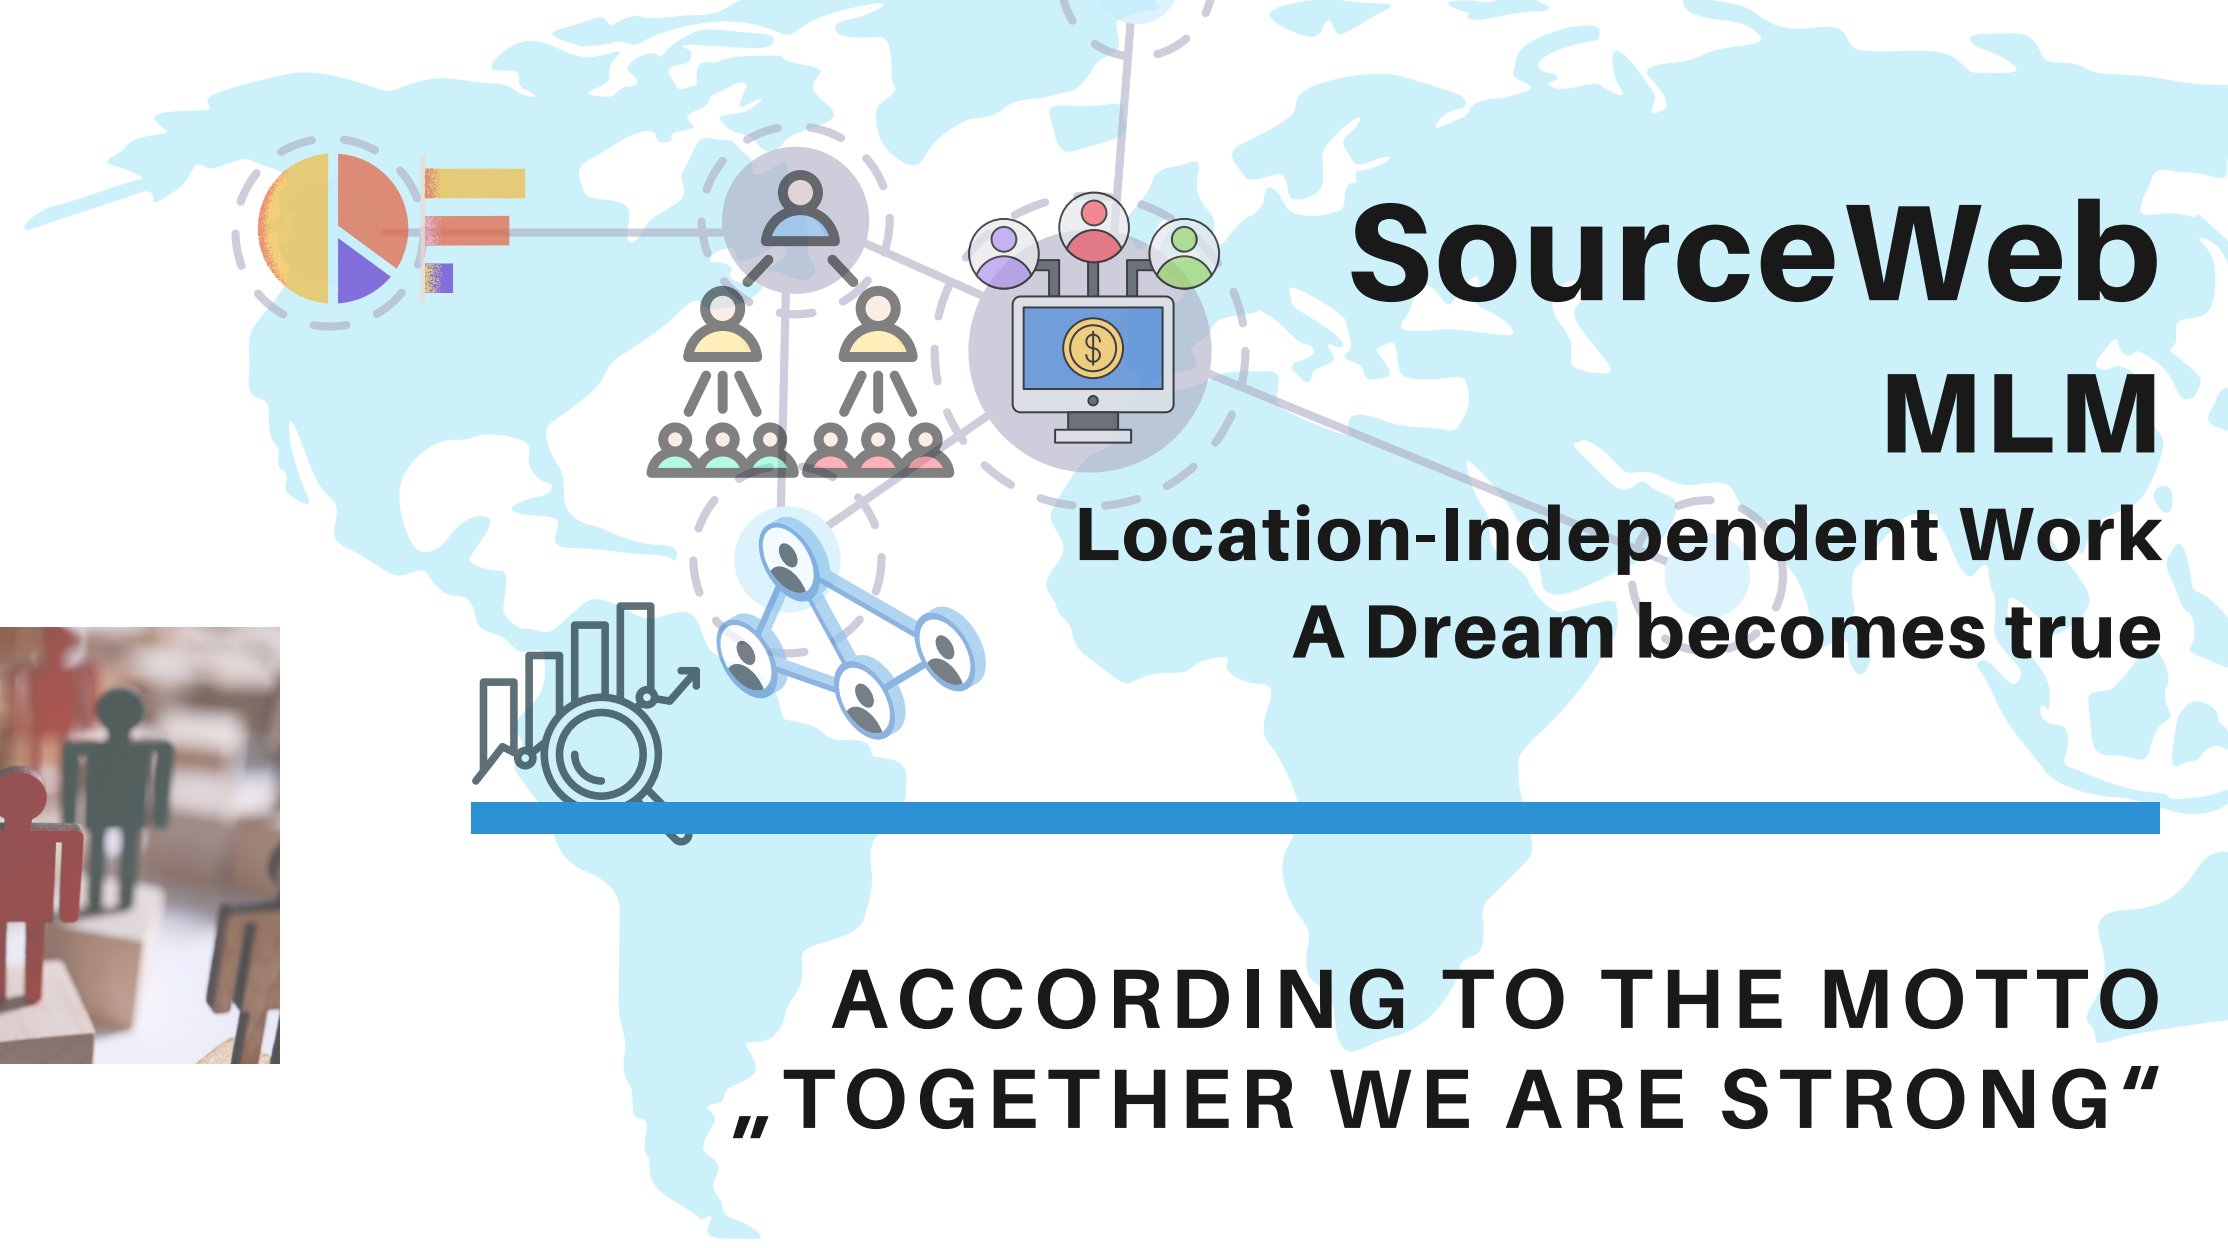 SourceWeb
MLM
Location-Independent Work
A Dream becomes true
ACCORDING TO THE MOTTO
„TOGETHER WE ARE STRONG“